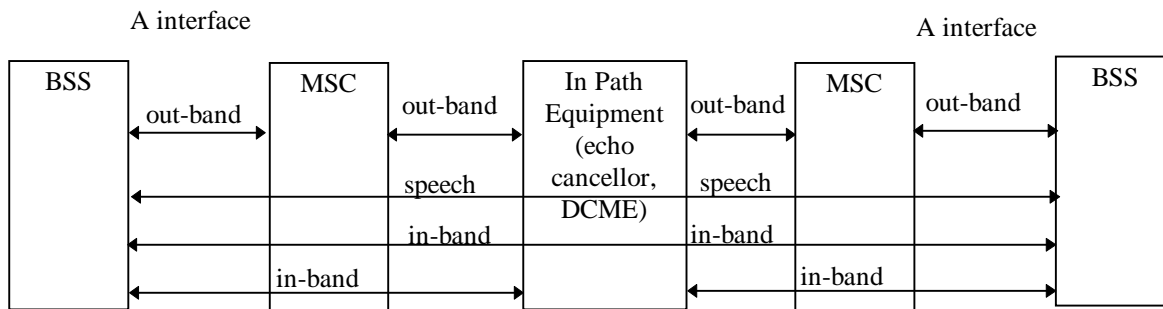 A interface
A interface
BSS
MSC
In Path
Equipment
(echo
cancellor,
DCME)
MSC
BSS
out-band
out-band
out-band
out-band
speech
speech
in-band
in-band
in-band
in-band